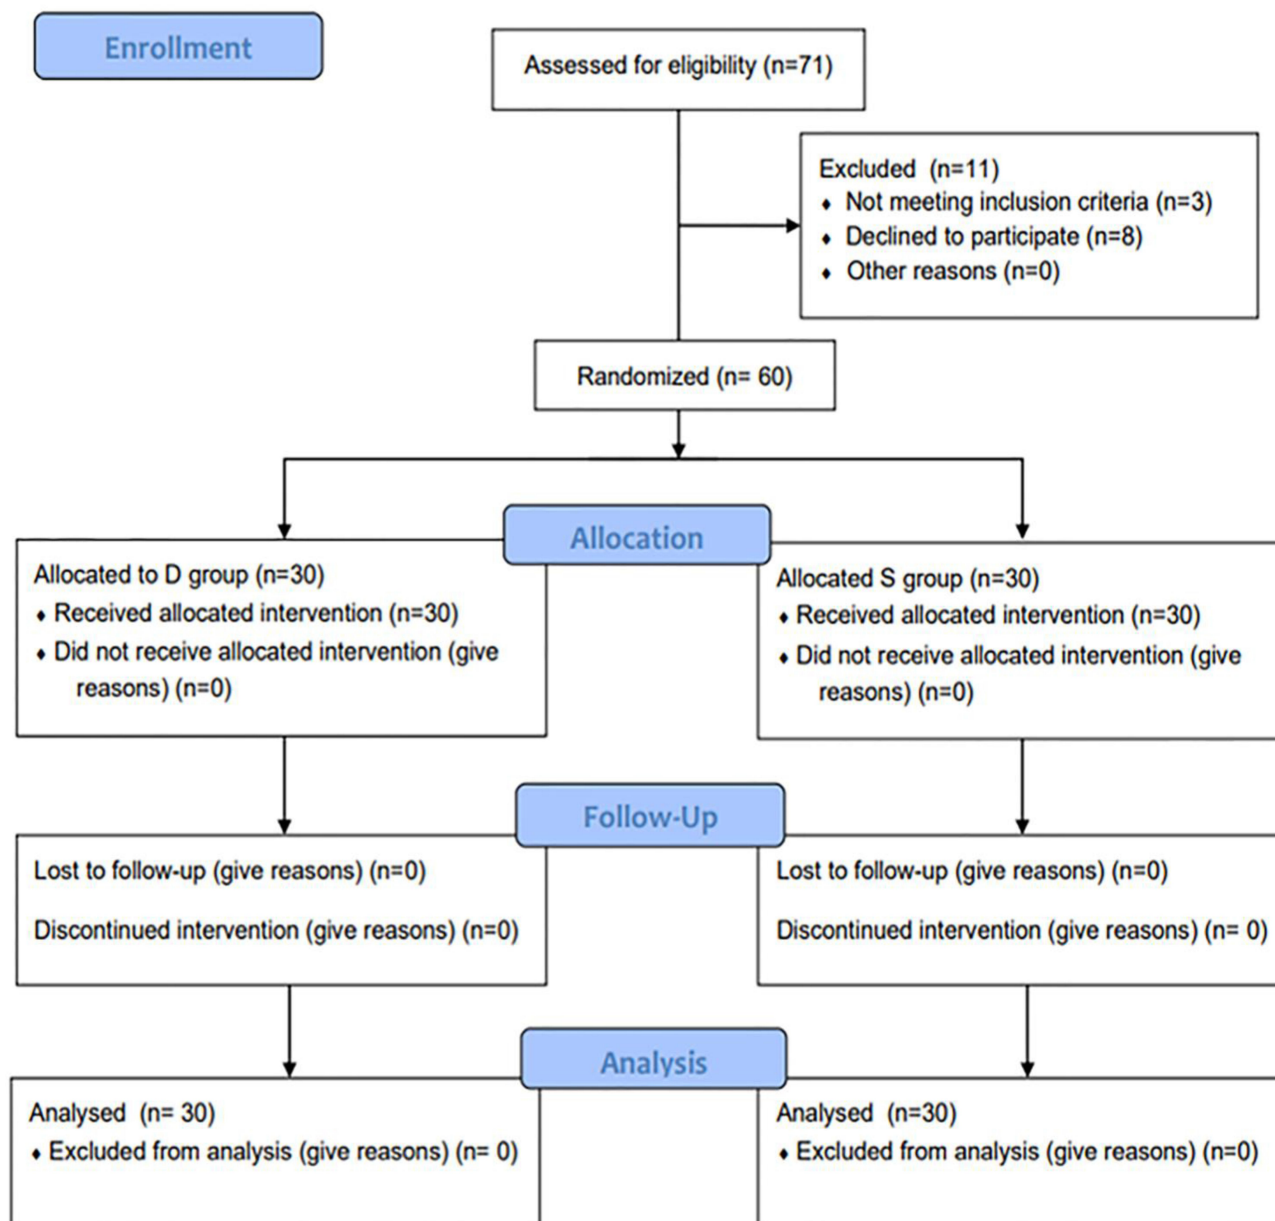 Enrollment
Assessed for eligibility (n=71)
Excluded (n=11)
♦ Not meeting inclusion criteria (n=3)
♦ Declined to participate (n=8)
♦ Other reasons (n=0)
Randomized (n= 60)
Allocation
Allocated to D group (n=30)
♦ Received allocated intervention (n=30)
♦ Did not receive allocated intervention (give
reasons) (n=0)
Allocated S group (n=30)
♦ Received allocated intervention (n=30)
♦ Did not receive allocated intervention (give
reasons) (n=0)
Follow-Up
Lost to follow-up (give reasons) (n=0)
Discontinued intervention (give reasons) (n=0)
Lost to follow-up (give reasons) (n=0)
Discontinued intervention (give reasons) (n= 0)
Analysis
Analysed (n= 30)
♦ Excluded from analysis (give reasons) (n= 0)
Analysed (n=30)
♦ Excluded from analysis (give reasons) (n=0)